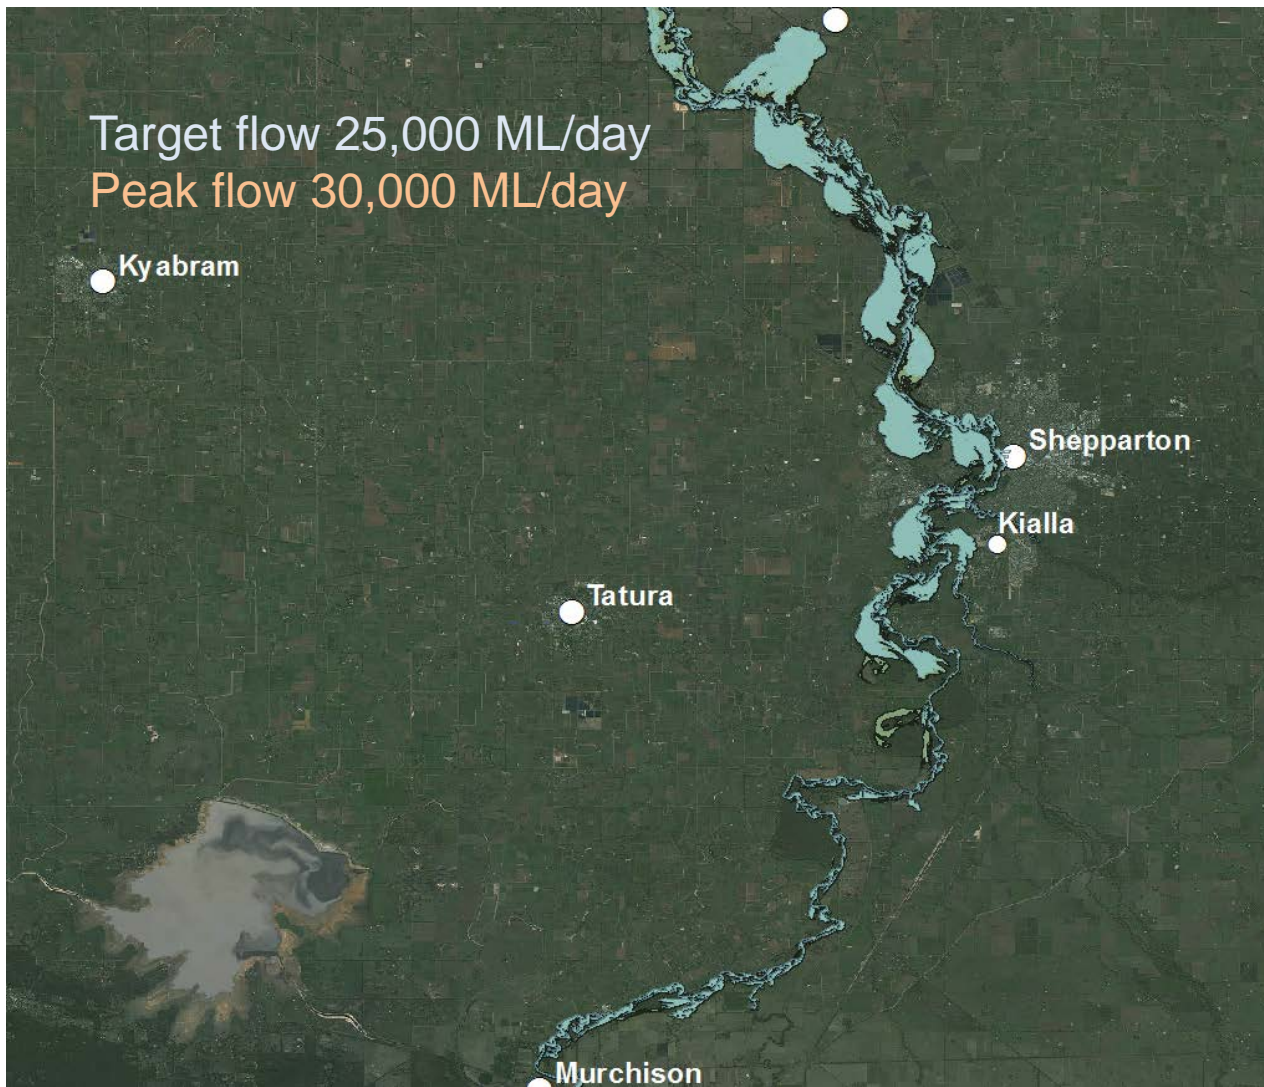 Target flow 25,000 ML/day
Peak flow 30,000 ML/day
Kyabram
Shepparton
Kialla
Tatura
Murchison